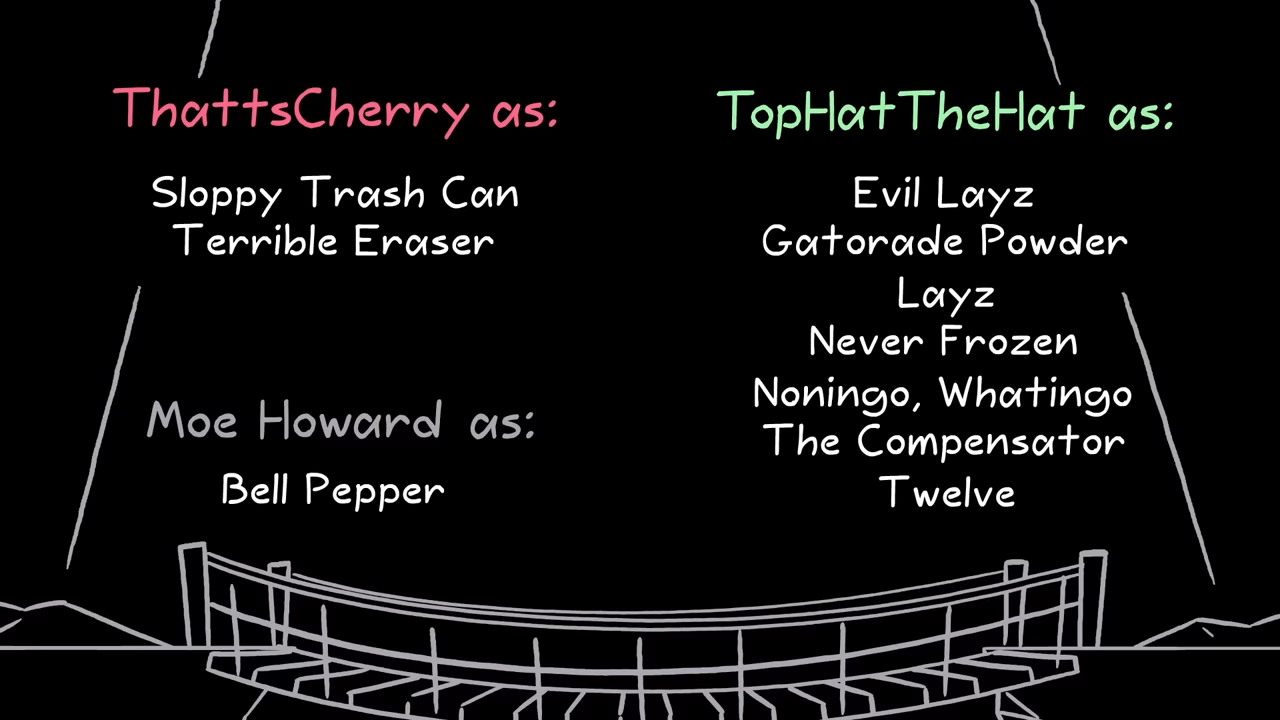 ThattsCherry as:
Sloppy Trash Can
Terrible Eraser
Moe Howard as:
Bell Pepper
TopHatTheHat as:
Evil Layz
Gatorade Powder
Layz
Never Frozen
Noningo, Whatingo
The Compensator
Twelve